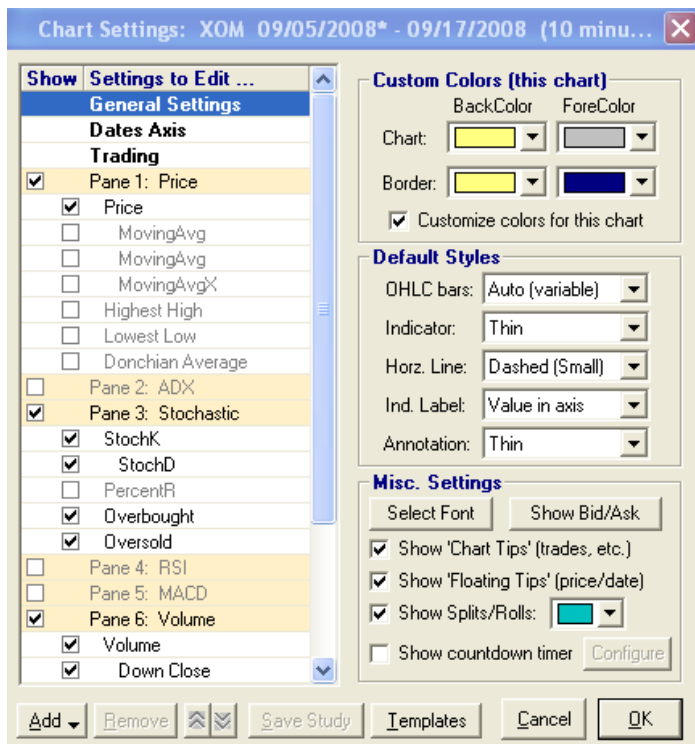 Chart Settings: XOM 09/05/2008* - 09/17/2008 (10 minu...
Show Settings to Edit ...
General Settings
Dates Axis
Trading
Pane 1: Price
Price
MovingAvg
MovingAvg
MovingAvgX
Highest High
Lowest Low
Donchian Average
Pane 2: ADX
Pane 3: Stochastic
StochK
StochD
PercentR
Overbought
Oversold
Pane 4: RSI
Pane 5: MACD
Pane 6: Volume
Volume
Down Close
Custom Colors (this chart)
BackColor ForeColor
Chart:
Border:
Customize colors for this chart
Default Styles
OHLC bars: Auto (variable)
Indicator: Thin
Horz. Line: Dashed (Small)
Ind. Label: Value in axis
Annotation: Thin
Misc. Settings
Select Font Show Bid/Ask
Show 'Chart Tips' (trades, etc.)
Show 'Floating Tips' (price/date)
Show Splits/Rolls:
Show countdown timer Configure
Add Remove Save Study Templates Cancel OK